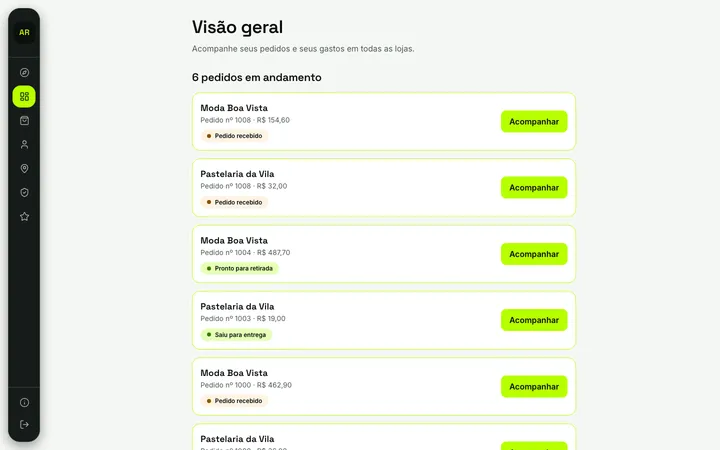 AR
Visão geral
Acompanhe seus pedidos e seus gastos em todas as lojas.
6 pedidos em andamento
Moda Boa Vista
Pedido nº 1008 · R$ 154,60
Pedido recebido
Acompanhar
Pastelaria da Vila
Pedido nº 1008 · R$ 32,00
Pedido recebido
Acompanhar
Moda Boa Vista
Pedido nº 1004 · R$ 487,70
Pronto para retirada
Acompanhar
Pastelaria da Vila
Pedido nº 1003 · R$ 19,00
Saiu para entrega
Acompanhar
Moda Boa Vista
Pedido nº 1000 · R$ 462,90
Pedido recebido
Acompanhar
Pastelaria da Vila